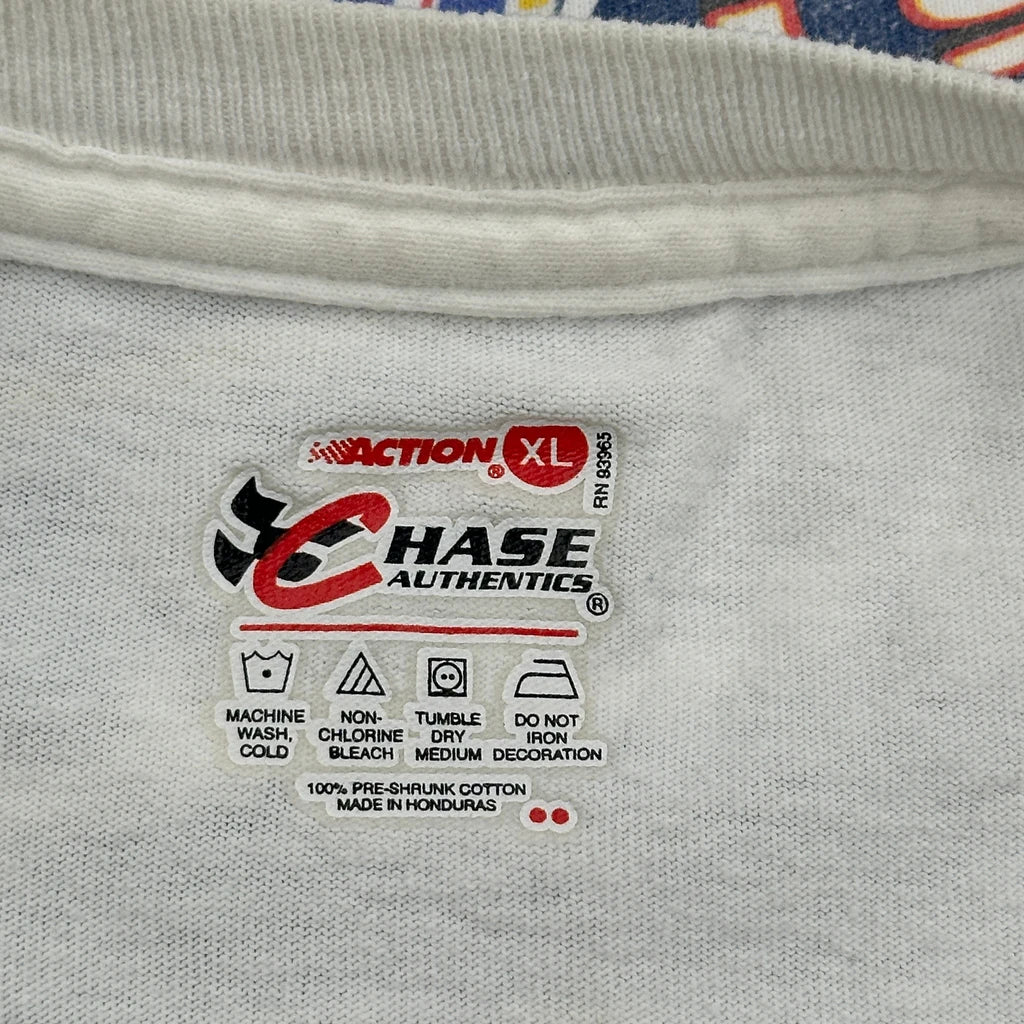 ACTION® XL
RN 93965
CHASE
AUTHENTICS®
MACHINE WASH, COLD
NON-CHLORINE BLEACH
TUMBLE DRY MEDIUM
DO NOT IRON DECORATION
100% PRE-SHRUNK COTTON
MADE IN HONDURAS